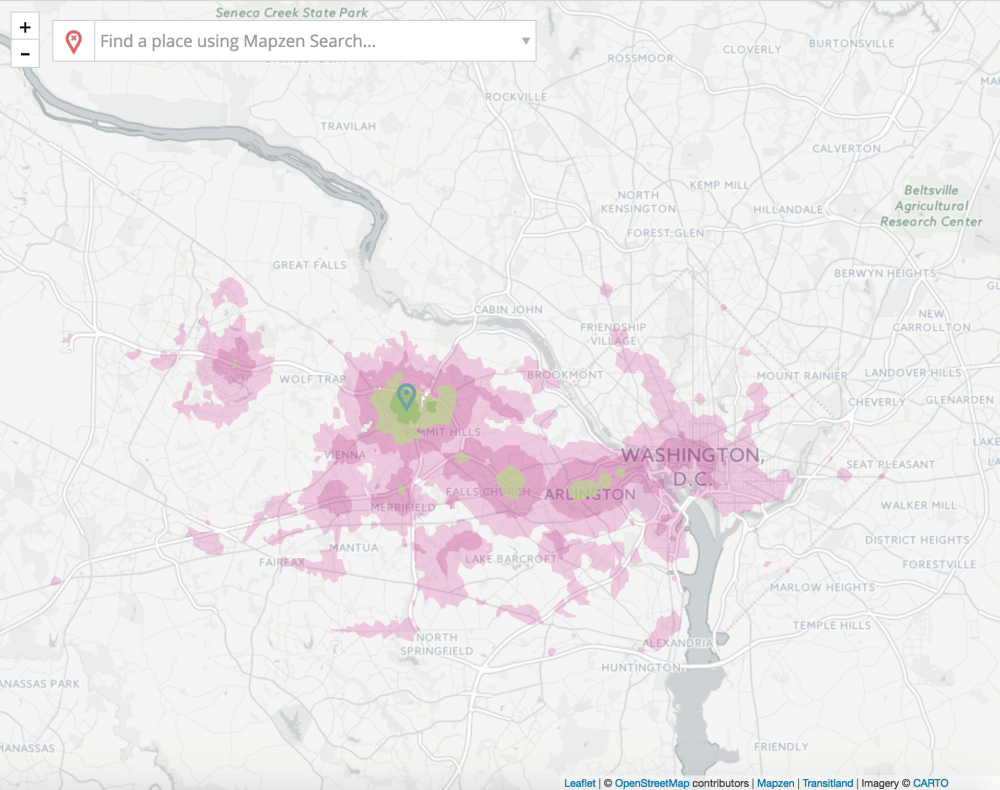 Seneca Creek State Park
+
−
Find a place using Mapzen Search...
BURTONSVILLE
CLOVERLY
ROSSMOOR
ROCKVILLE
TRAVILAH
CALVERTON
KEMP MILL
NORTH
KENSINGTON
HILLANDALE
Beltsville
Agricultural
Research Center
FOREST GLEN
GREAT FALLS
BERWYN HEIGHTS
CABIN JOHN
NEW
CARROLLTON
FRIENDSHIP
VILLAGE
WOLF TRAP
BROOKMONT
MOUNT RAINIER
LANDOVER HILLS
CHEVERLY
GLENARDEN
PIMMIT HILLS
VIENNA
WASHINGTON,
D.C.
SEAT PLEASANT
FALLS CHURCH
ARLINGTON
MERRIFIELD
WALKER MILL
DISTRICT HEIGHTS
MANTUA
FAIRFAX
LAKE BARCROFT
FORESTVILLE
MARLOW HEIGHTS
TEMPLE HILLS
NORTH
SPRINGFIELD
ALEXANDRIA
HUNTINGTON
ANASSAS PARK
MANASSAS
FRIENDLY
Leaflet | © OpenStreetMap contributors | Mapzen | Transitland | Imagery © CARTO